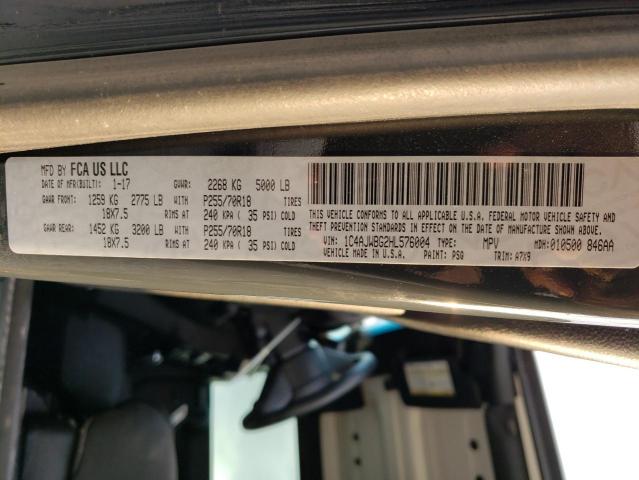 MFD BY FCA US LLC
DATE OF MFR(BUILT): 1-17 GVWR: 2268 KG 5000 LB
GAWR FRONT: 1259 KG 2775 LB WITH P255/70R18 TIRES
18X7.5 RIMS AT 240 KPA ( 35 PSI) COLD
GAWR REAR: 1452 KG 3200 LB WITH P255/70R18 TIRES
18X7.5 RIMS AT 240 KPA ( 35 PSI) COLD
THIS VEHICLE CONFORMS TO ALL APPLICABLE U.S.A. FEDERAL MOTOR VEHICLE SAFETY AND
THEFT PREVENTION STANDARDS IN EFFECT ON THE DATE OF MANUFACTURE SHOWN ABOVE.
VIN: 1C4AJWBG2HL576004 TYPE: MPV MDH: 010500 846AA
VEHICLE MADE IN U.S.A. PAINT: PSQ TRIM: A7X9